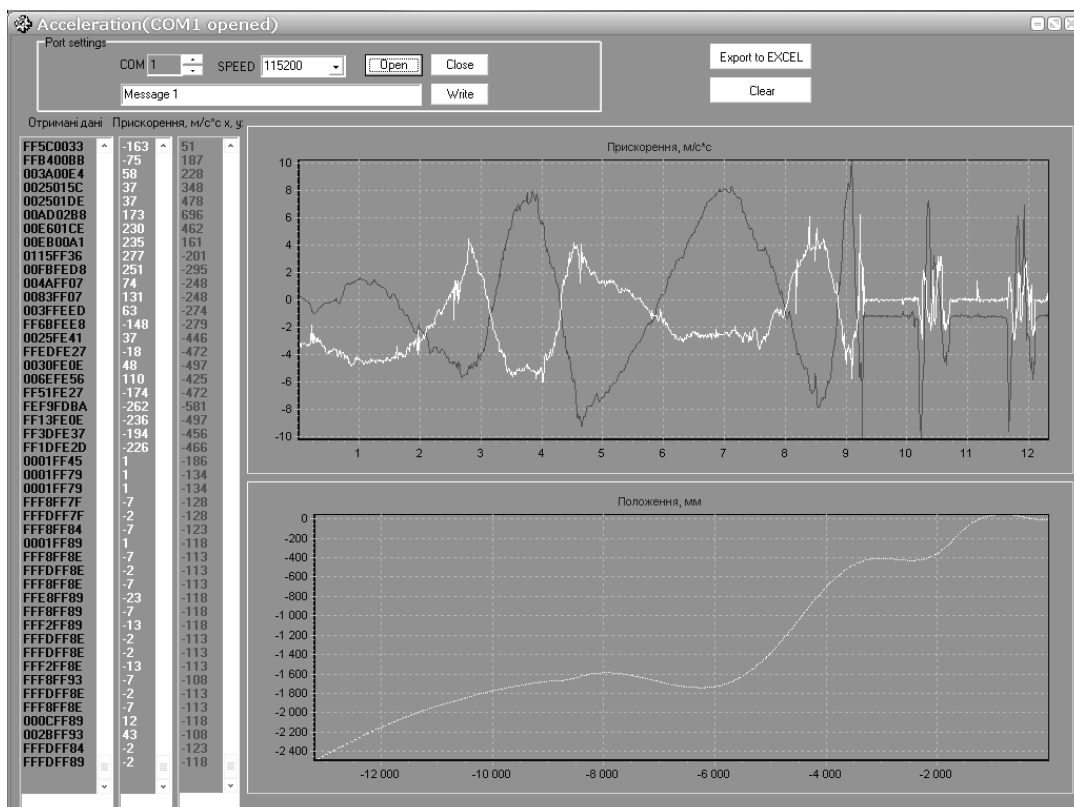 Acceleration(COM1 opened)
Port settings
COM 1 SPEED 115200 Open Close
Message 1 Write
Export to EXCEL
Clear
Отримані дані Прискорення, м/с*с x, y:
FF5C0033 -163 51
FFB400BB -75 187
003A00E4 58 228
0025015C 37 348
002501DE 37 478
00AD02B8 173 696
00E601CE 230 462
00EB00A1 235 161
0115FF36 277 -201
00FBFED8 251 -295
004AFF07 74 -248
0083FF07 131 -248
003FFEED 63 -274
FF6BFEE8 -148 -279
0025FE41 37 -446
FFEDFE27 -18 -472
0030FE0E 48 -497
006EFE56 110 -425
FF51FE27 -174 -472
FEF9FDBA -262 -581
FF13FE0E -236 -497
FF3DFE37 -194 -456
FF1DFE2D -226 -466
0001FF45 1 -186
0001FF79 1 -134
0001FF79 1 -134
FFF8FF7F -7 -128
FFFDFF7F -2 -128
FFF8FF84 -7 -123
0001FF89 1 -118
FFF8FF8E -7 -113
FFFDFF8E -2 -113
FFF8FF8E -7 -113
FFE8FF89 -23 -118
FFF8FF89 -7 -118
FFF2FF89 -13 -118
FFFDFF8E -2 -113
FFFDFF8E -2 -113
FFF2FF8E -13 -113
FFF8FF93 -7 -108
FFFDFF8E -2 -113
FFF8FF8E -7 -113
000CFF89 12 -118
002BFF93 43 -108
FFFDFF84 -2 -123
FFFDFF89 -2 -118
Прискорення, м/с*с
10
8
6
4
2
0
-2
-4
-6
-8
-10
1 2 3 4 5 6 7 8 9 10 11 12
Положення, мм
0
-200
-400
-600
-800
-1 000
-1 200
-1 400
-1 600
-1 800
-2 000
-2 200
-2 400
-12 000 -10 000 -8 000 -6 000 -4 000 -2 000